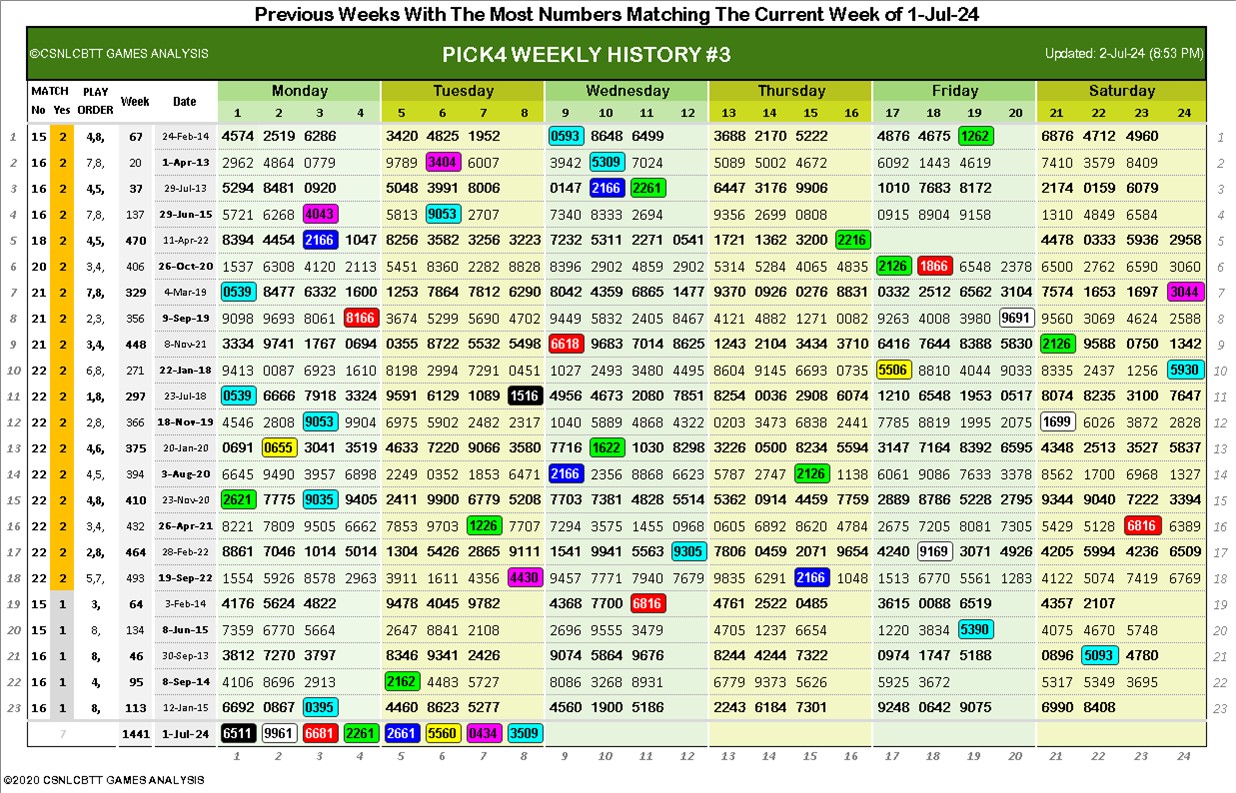 Previous Weeks With The Most Numbers Matching The Current Week of 1-Jul-24
©CSNLCBTT GAMES ANALYSIS PICK4 WEEKLY HISTORY #3 Updated: 2-Jul-24 (8:53 PM)
MATCH PLAY Week Date Monday Tuesday Wednesday Thursday Friday Saturday
No Yes ORDER 1 2 3 4 5 6 7 8 9 10 11 12 13 14 15 16 17 18 19 20 21 22 23 24
1 15 2 4,8, 67 24-Feb-14 4574 2519 6286 3420 4825 1952 0593 8648 6499 3688 2170 5222 4876 4675 1262 6876 4712 4960 1
2 16 2 7,8, 20 1-Apr-13 2962 4864 0779 9789 3404 6007 3942 5309 7024 5089 5002 4672 6092 1443 4619 7410 3579 8409 2
3 16 2 4,5, 37 29-Jul-13 5294 8481 0920 5048 3991 8006 0147 2166 2261 6447 3176 9906 1010 7683 8172 2174 0159 6079 3
4 16 2 7,8, 137 29-Jun-15 5721 6268 4043 5813 9053 2707 7340 8333 2694 9356 2699 0808 0915 8904 9158 1310 4849 6584 4
5 18 2 4,5, 470 11-Apr-22 8394 4454 2166 1047 8256 3582 3256 3223 7232 5311 2271 0541 1721 1362 3200 2216 4478 0333 5936 2958 5
6 20 2 3,4, 406 26-Oct-20 1537 6308 4120 2113 5451 8360 2282 8828 8396 2902 4859 2902 5314 5284 4065 4835 2126 1866 6548 2378 6500 2762 6590 3060 6
7 21 2 7,8, 329 4-Mar-19 0539 8477 6332 1600 1253 7864 7812 6290 8042 4359 6865 1477 9370 0926 0276 8831 0332 2512 6562 3104 7574 1653 1697 3044 7
8 21 2 2,3, 356 9-Sep-19 9098 9693 8061 8166 3674 5299 5610 4702 9449 5832 2405 8467 4121 4882 1271 0082 9263 4008 3980 9691 9560 3069 4624 2588 8
9 21 2 3,4, 448 8-Nov-21 3334 9741 1767 0694 0355 8722 5532 5498 6618 9683 7014 8625 1243 2104 3434 3710 6416 7644 8388 5830 2126 9588 0750 1342 9
10 22 2 6,8, 271 22-Jan-18 9413 0087 6923 1610 8198 2994 7291 0451 1027 2493 3480 4495 8604 9145 6693 0735 5506 8810 4044 9033 8335 2437 1256 5930 10
11 22 2 1,8, 297 23-Jul-18 0539 6666 7918 3324 9591 6129 1089 1516 4956 4673 2080 7851 8254 0036 2908 6074 1210 6548 1953 0517 8074 8235 3100 7647 11
12 22 2 2,8, 366 18-Nov-19 4546 2808 9053 9904 6975 5902 2482 2317 1040 5889 4868 4122 0203 3473 6838 2441 7785 8819 1995 2075 1699 6026 3872 2828 12
13 22 2 4,6, 375 20-Jan-20 0691 0655 3041 3519 4633 7220 9066 3580 7716 1622 1030 8298 3226 0500 8234 5594 3147 7164 8392 6595 4348 2513 3527 5837 13
14 22 2 4,5, 394 3-Aug-20 6645 9490 3957 6898 2249 0352 1853 6471 2166 2356 8868 6623 5787 2747 2126 1138 6061 9086 7633 5378 8562 1700 6968 1327 14
15 22 2 4,8, 410 23-Nov-20 2621 7775 9035 9405 2411 9900 6779 5208 7703 7381 4828 5514 5362 0914 4459 7759 2889 8786 5228 2795 9344 9040 7222 3394 15
16 22 2 3,4, 432 26-Apr-21 8221 7809 9505 6662 7853 9703 1226 7707 7294 3575 1455 0968 0605 6892 8620 4784 2675 7205 8081 7305 5429 5128 6816 6389 16
17 22 2 2,8, 464 28-Feb-22 8861 7046 1014 5014 1304 5426 2865 9111 1541 9941 5563 9305 7806 0459 2071 9654 4240 9169 3071 4926 4205 5994 4236 6509 17
18 22 2 5,7, 493 19-Sep-22 1554 5926 8578 2963 3911 1611 4356 4430 9457 7771 7940 7679 9835 6291 2166 1048 1513 6770 5561 1283 4122 5074 7419 6769 18
19 15 1 3, 64 3-Feb-14 4176 5624 4822 9478 4045 9782 4368 7700 6816 4761 2522 0485 3615 0088 6519 4357 2107 19
20 15 1 8, 134 8-Jun-15 7359 6770 5664 2647 8841 2108 2696 9555 3479 4705 1237 6654 1220 3834 5390 4075 4670 5748 20
21 16 1 8, 46 30-Sep-13 3812 7270 3797 8346 9341 2426 9074 5864 9676 8244 4244 7322 0974 1747 5188 0896 5093 4780 21
22 16 1 4, 95 8-Sep-14 4106 8696 2913 2162 4483 5727 8086 3268 8931 6779 9373 5626 5925 3672 5317 5349 3695 22
23 16 1 8, 113 12-Jan-15 6692 0867 0395 4460 8623 5277 4560 1900 5186 2243 6184 7301 9248 0642 9075 6990 8408 23
7 1441 1-Jul-24 6511 9961 6681 2261 2661 5560 0434 3509
1 2 3 4 5 6 7 8 9 10 11 12 13 14 15 16 17 18 19 20 21 22 23 24
©2020 CSNLCBTT GAMES ANALYSIS